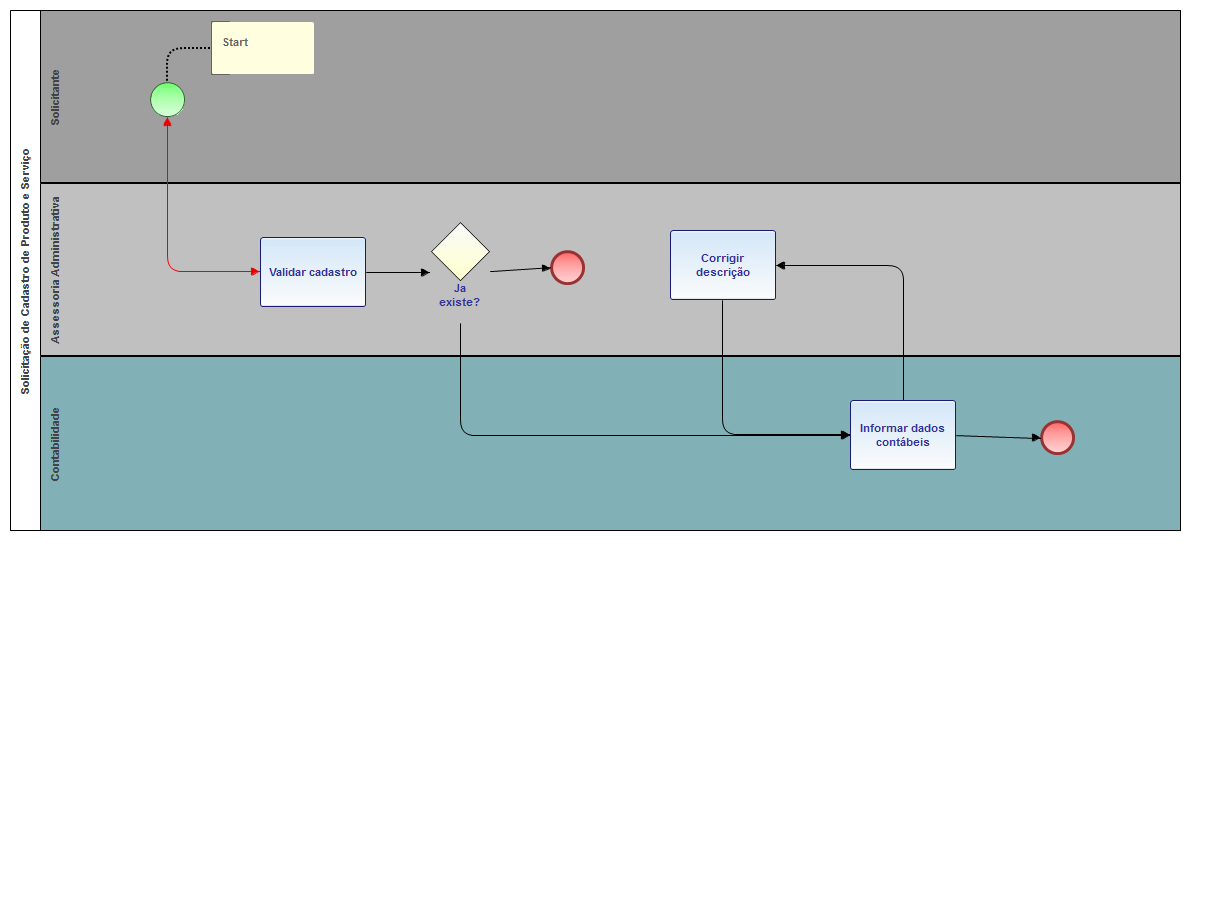 Solicitação de Cadastro de Produto e Serviço
Solicitante
Start
Assessoria Administrativa
Validar cadastro
Ja
existe?
Corrigir
descrição
Contabilidade
Informar dados
contábeis